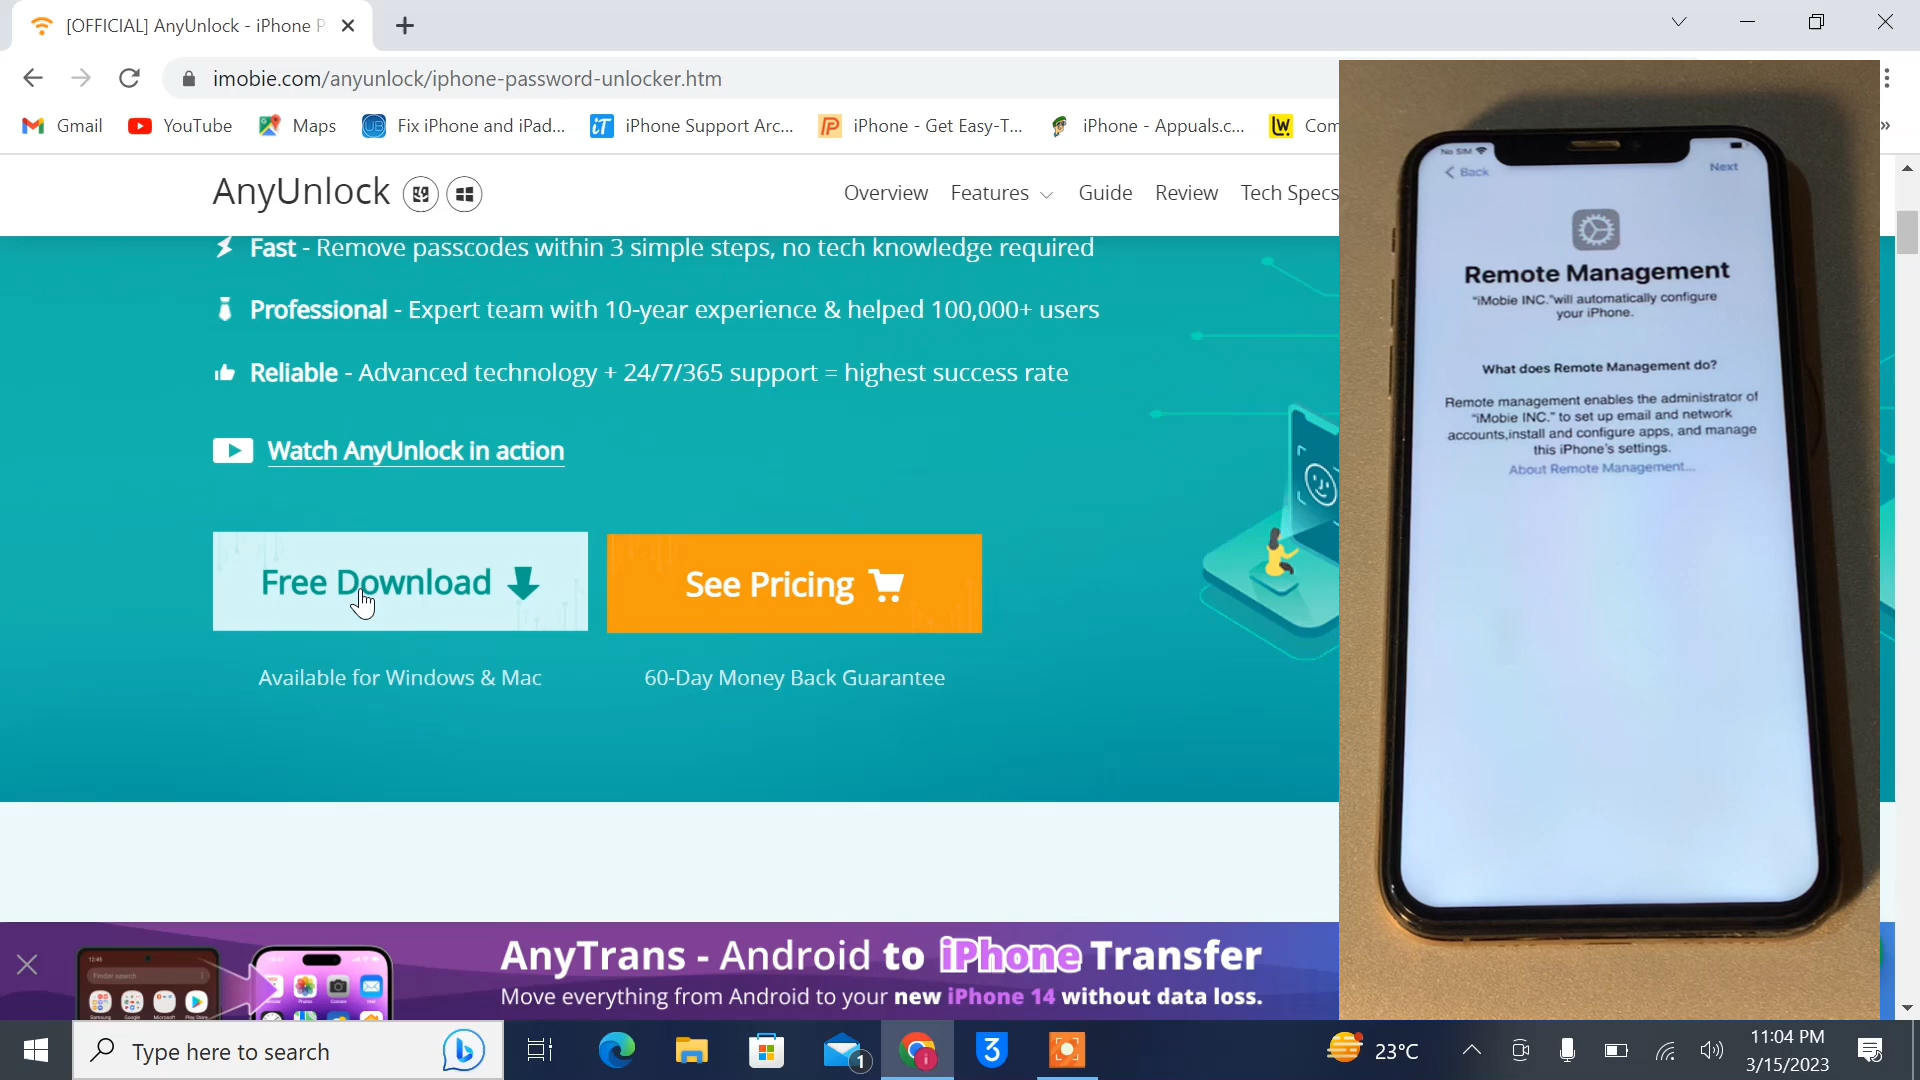 [OFFICIAL] AnyUnlock - iPhone P
imobie.com/anyunlock/iphone-password-unlocker.htm
Gmail
YouTube
Maps
Fix iPhone and iPad...
iPhone Support Arc...
iPhone - Get Easy-T...
iPhone - Appuals.c...
Com
AnyUnlock
Overview
Features
Guide
Review
Tech Specs
Fast - Remove passcodes within 3 simple steps, no tech knowledge required
Professional - Expert team with 10-year experience & helped 100,000+ users
Reliable - Advanced technology + 24/7/365 support = highest success rate
Watch AnyUnlock in action
Free Download
See Pricing
Available for Windows & Mac
60-Day Money Back Guarantee
No SIM
Back
Next
Remote Management
"iMobie INC."will automatically configure
your iPhone.
What does Remote Management do?
Remote management enables the administrator of
"iMobie INC." to set up email and network
accounts,install and configure apps, and manage
this iPhone's settings.
About Remote Management...
AnyTrans - Android to iPhone Transfer
Move everything from Android to your new iPhone 14 without data loss.
Type here to search
1
3
23°C
11:04 PM
3/15/2023